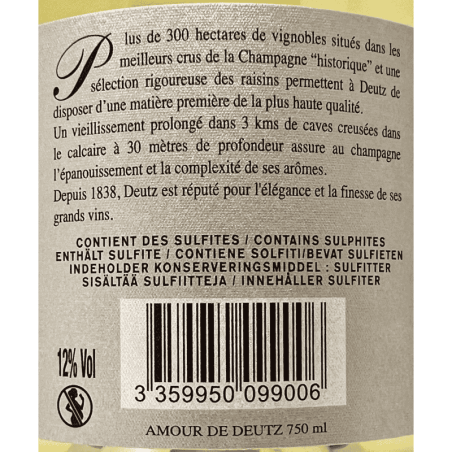 Plus de 300 hectares de vignobles situés dans les
meilleurs crus de la Champagne "historique" et une
sélection rigoureuse des raisins permettent à Deutz de
disposer d'une matière première de la plus haute qualité.
Un vieillissement prolongé dans 3 kms de caves creusées dans
le calcaire à 30 mètres de profondeur assure au champagne
l'épanouissement et la complexité de ses arômes.
Depuis 1838, Deutz est réputé pour l'élégance et la finesse de ses
grands vins.
CONTIENT DES SULFITES / CONTAINS SULPHITES
ENTHÄLT SULFITE / CONTIENE SOLFITI/BEVAT SULFIETEN
INDEHOLDER KONSERVERINGSMIDDEL : SULFITTER
SISÄLTÄÄ SULFIITTEJA / INNEHÅLLER SULFITER
12% Vol
3 359950 099006
AMOUR DE DEUTZ 750 ml